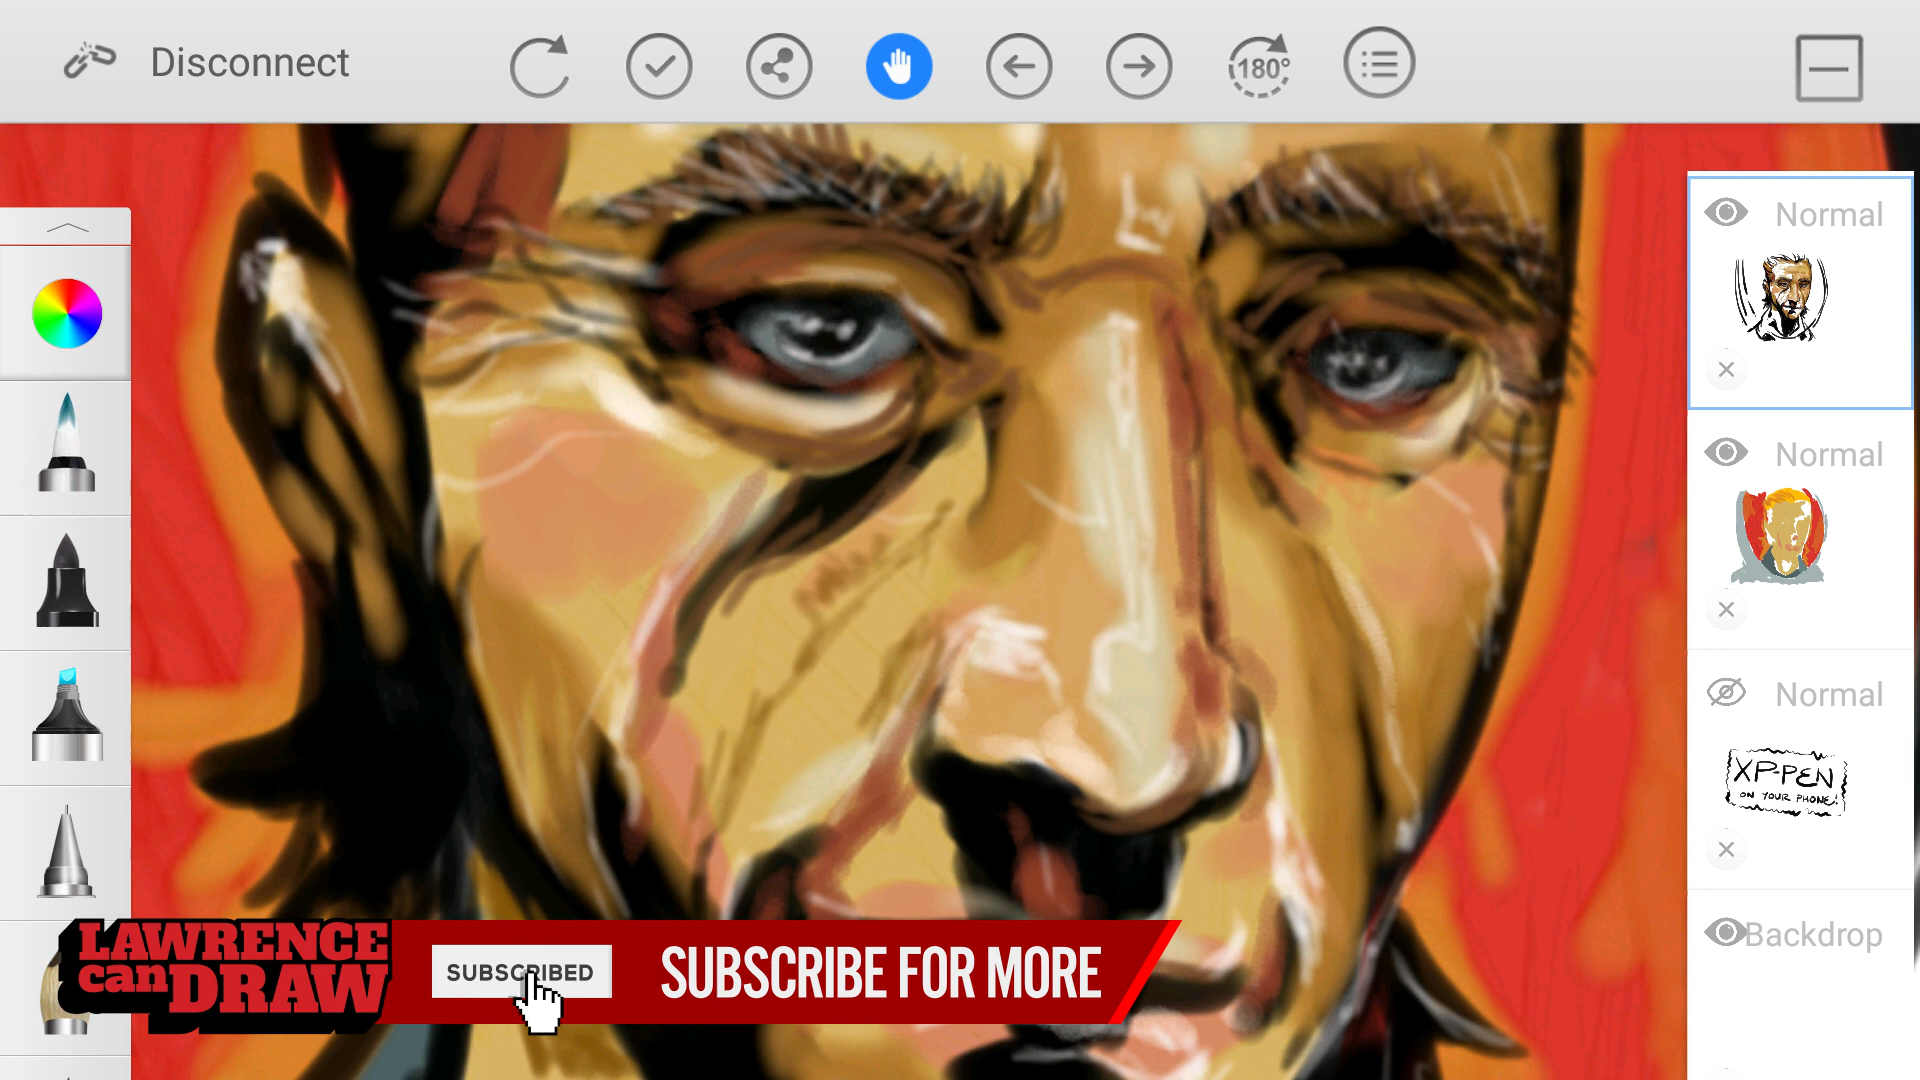 Disconnect
180°
Normal
Normal
Normal
XP-PEN
ON YOUR PHONE!
Backdrop
LAWRENCE
can DRAW
SUBSCRIBED
SUBSCRIBE FOR MORE